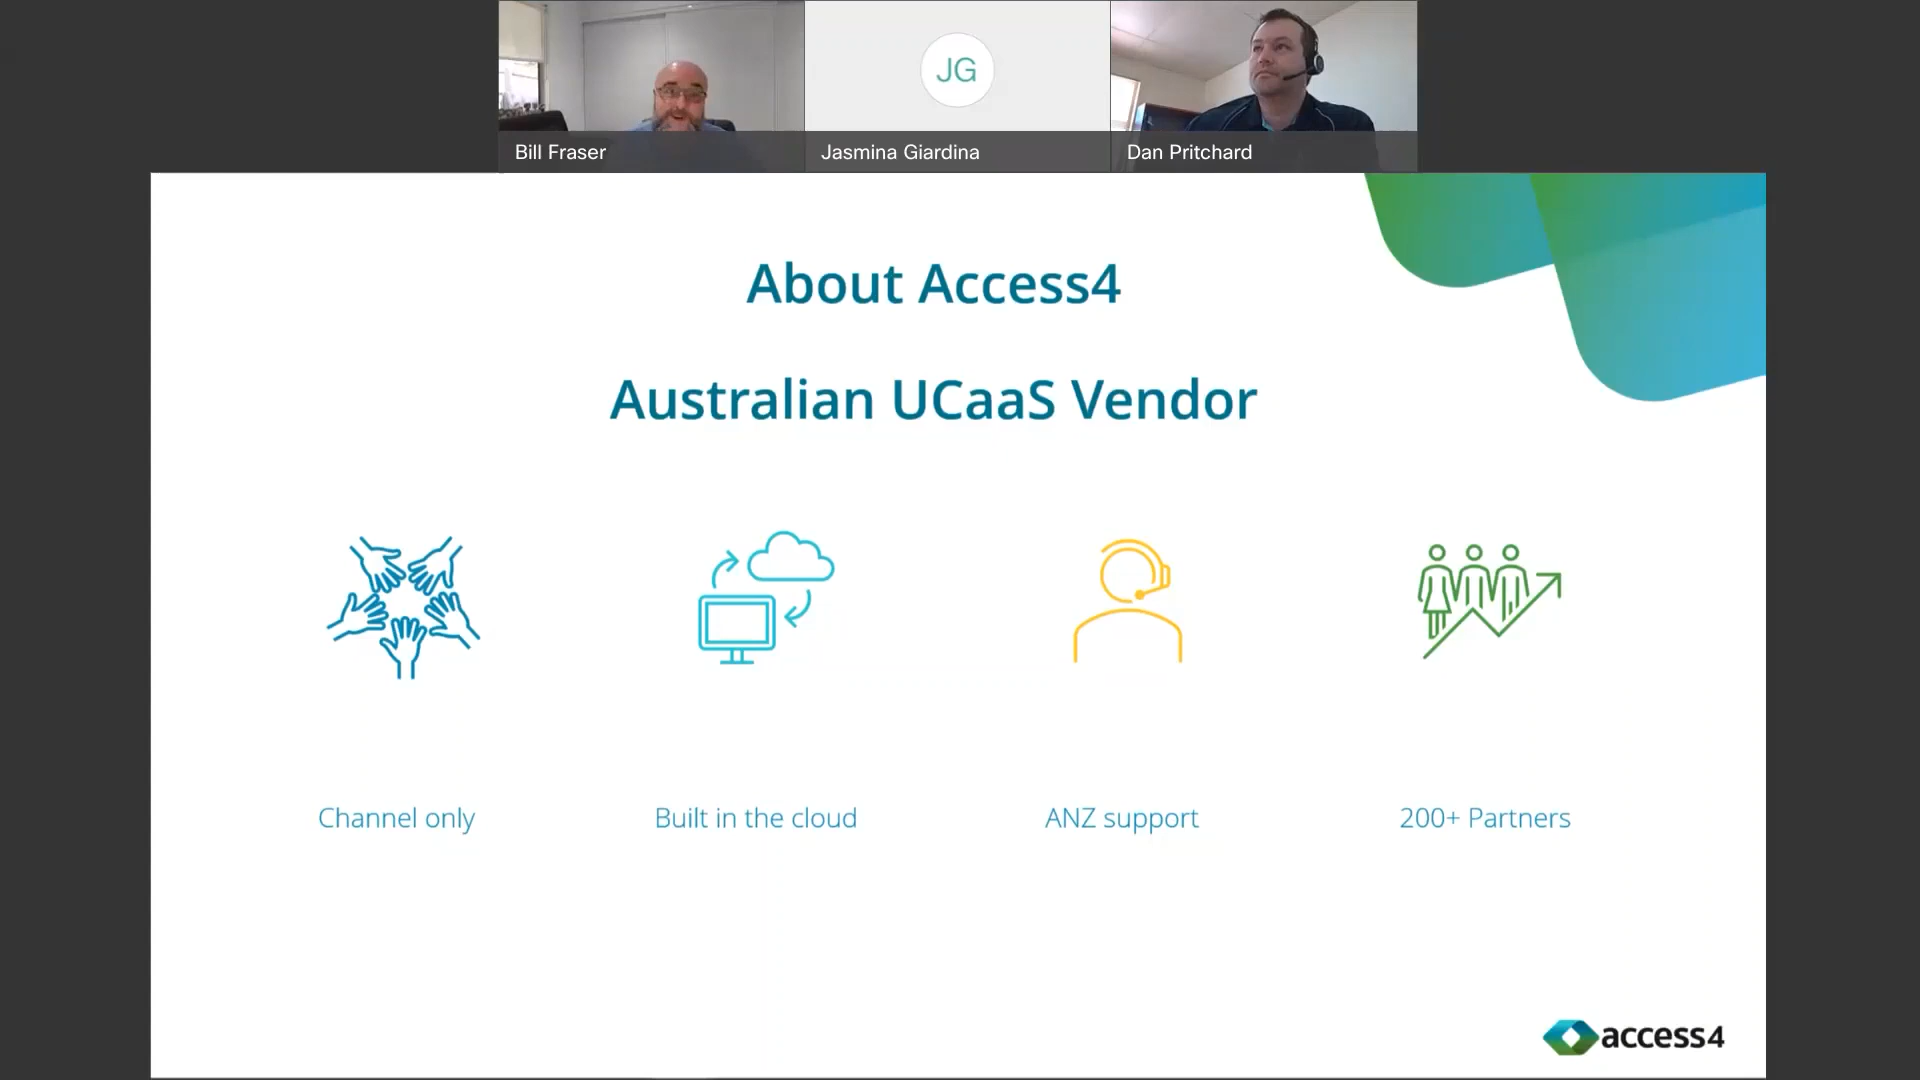 JG
Bill Fraser
Jasmina Giardina
Dan Pritchard
About Access4
Australian UCaaS Vendor
Channel only
Built in the cloud
ANZ support
200+ Partners
access4